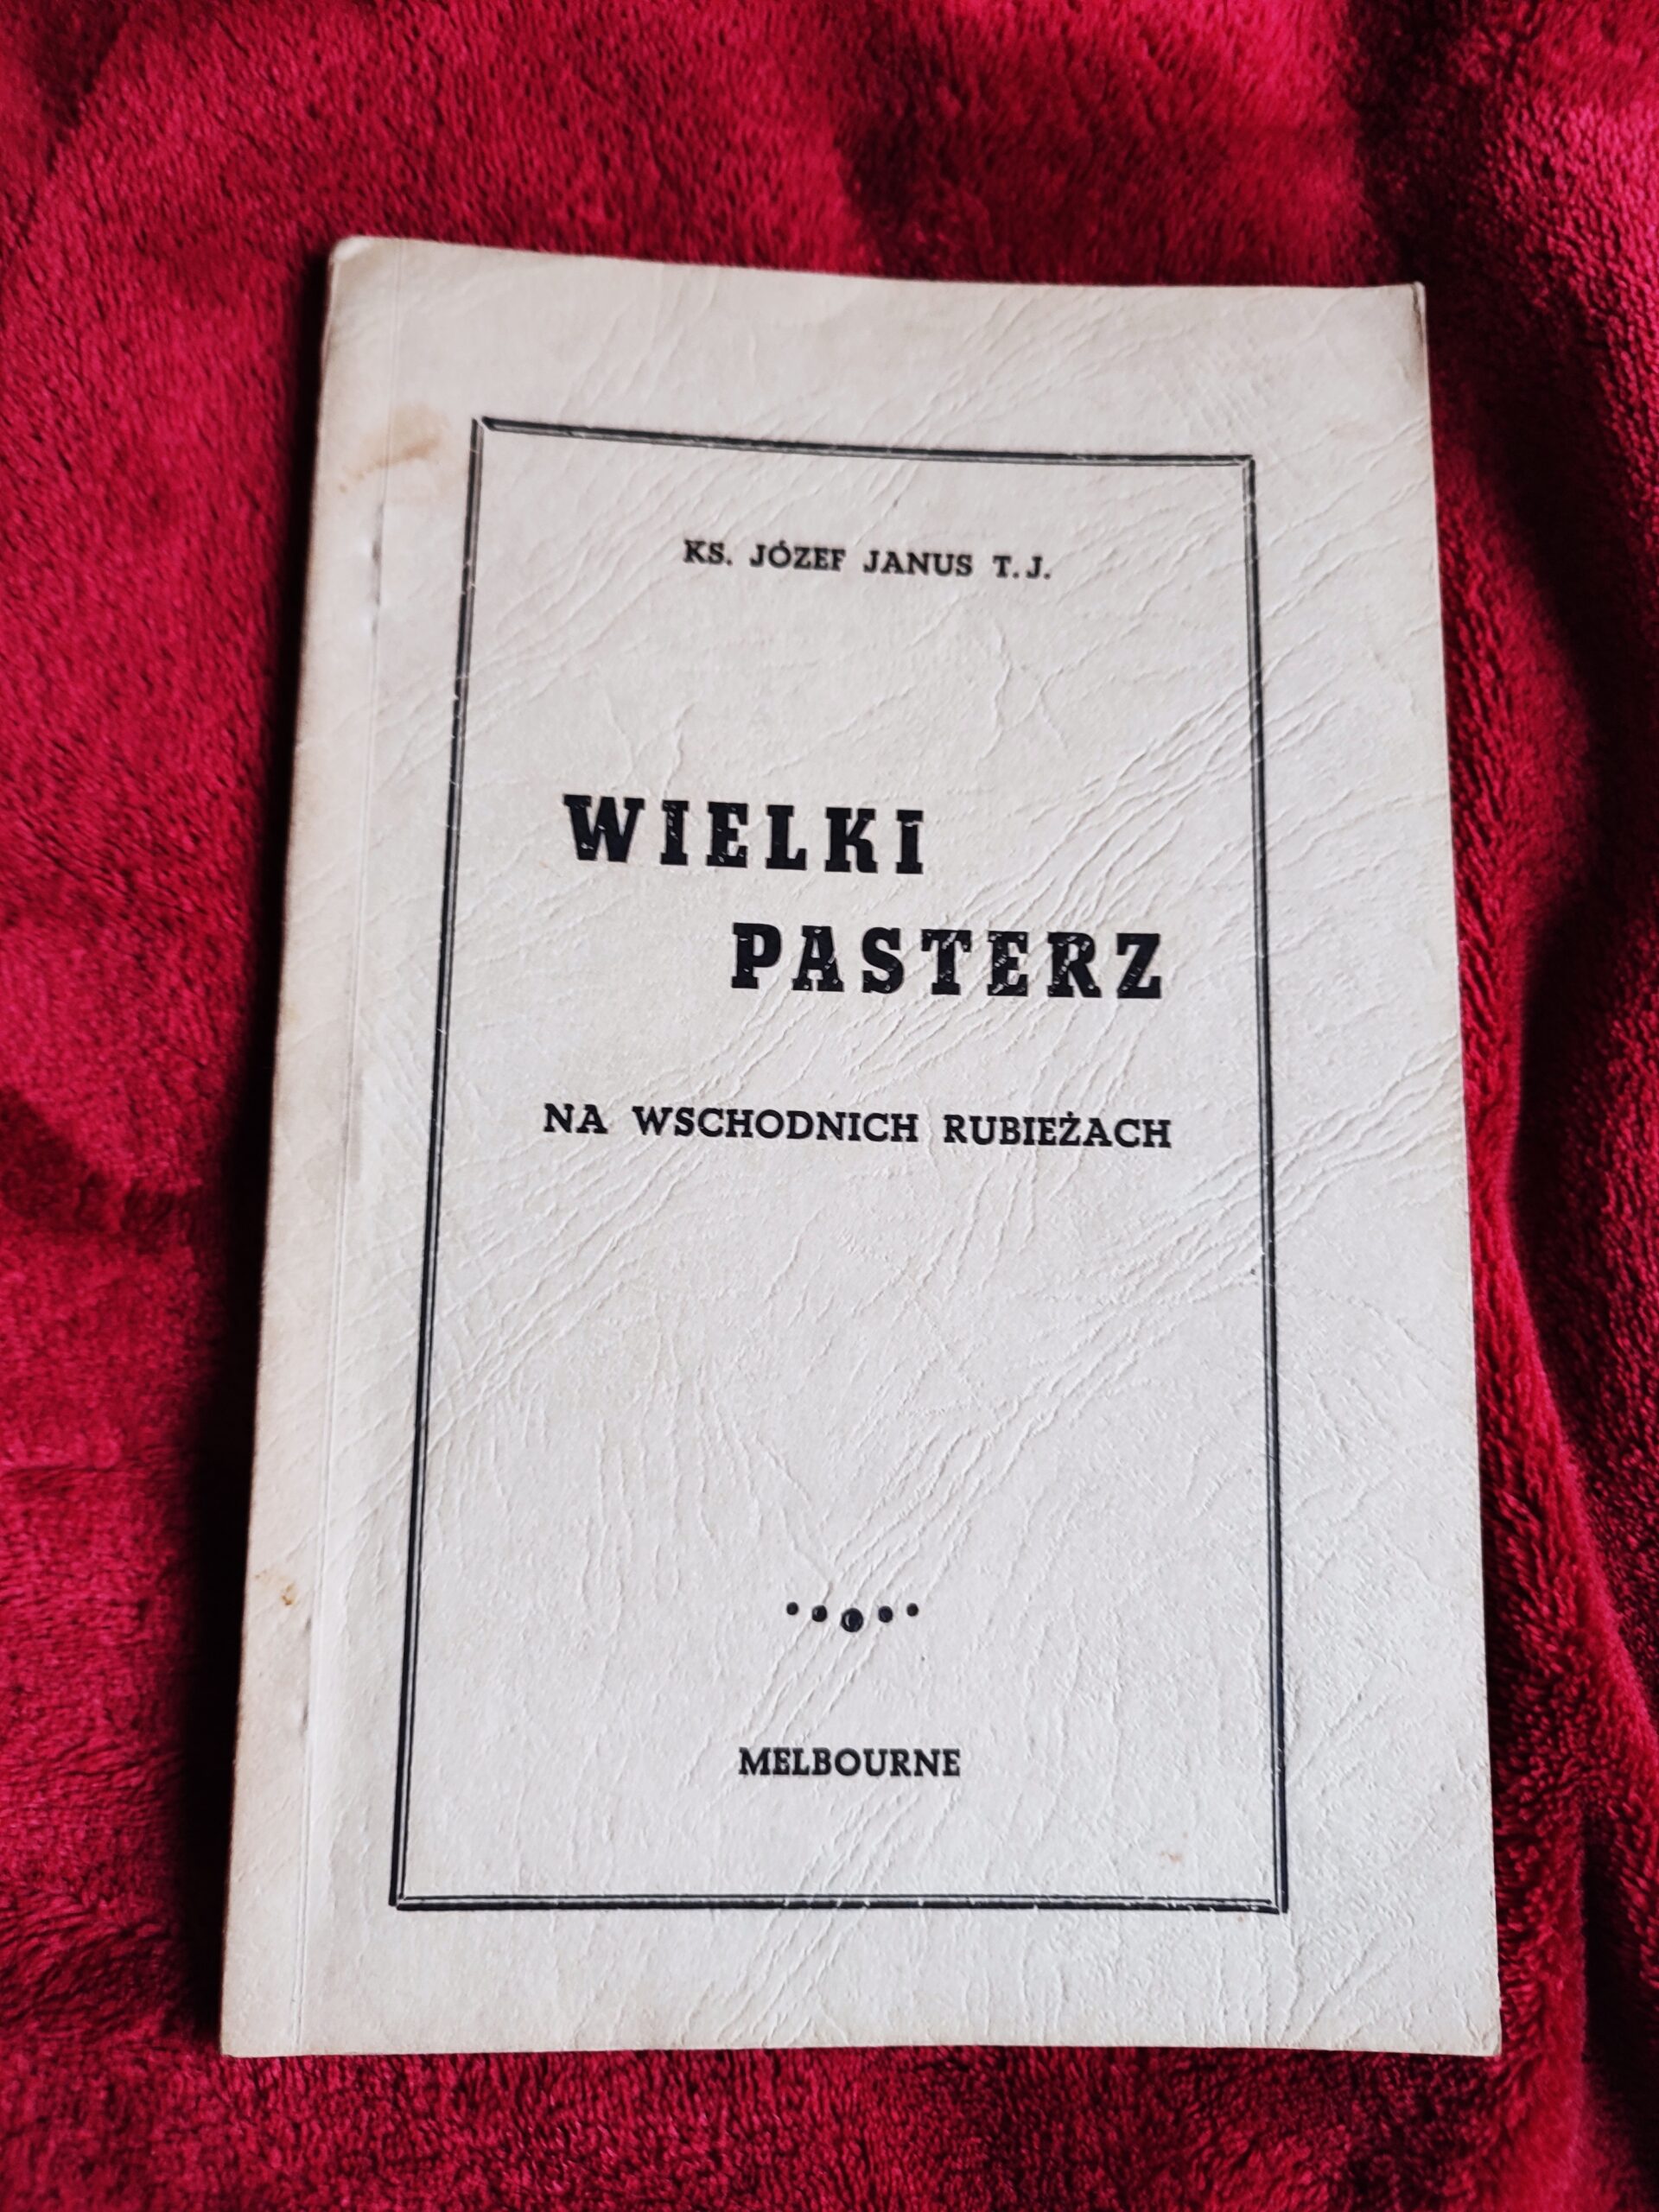 KS. JÓZEF JANUS T.J.
WIELKI
PASTERZ
NA WSCHODNICH RUBIEŻACH
MELBOURNE